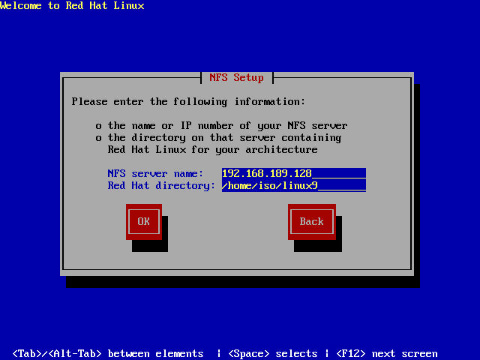 Welcome to Red Hat Linux
NFS Setup
Please enter the following information:
o the name or IP number of your NFS server
o the directory on that server containing
Red Hat Linux for your architecture
NFS server name: 192.168.189.128
Red Hat directory: /home/iso/linux9
OK Back
<Tab>/<Alt-Tab> between elements | <Space> selects | <F12> next screen